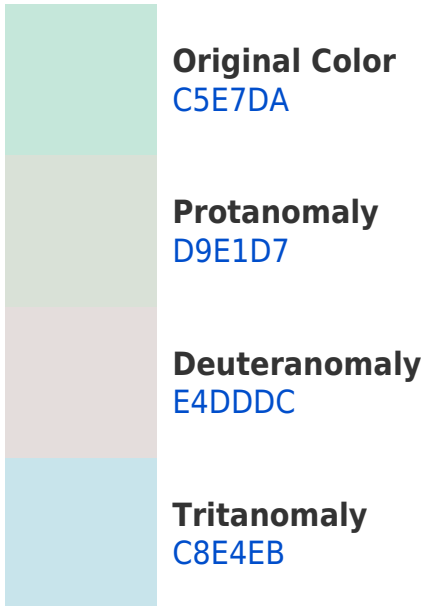 Original Color
C5E7DA
Protanomaly
D9E1D7
Deuteranomaly
E4DDDC
Tritanomaly
C8E4EB